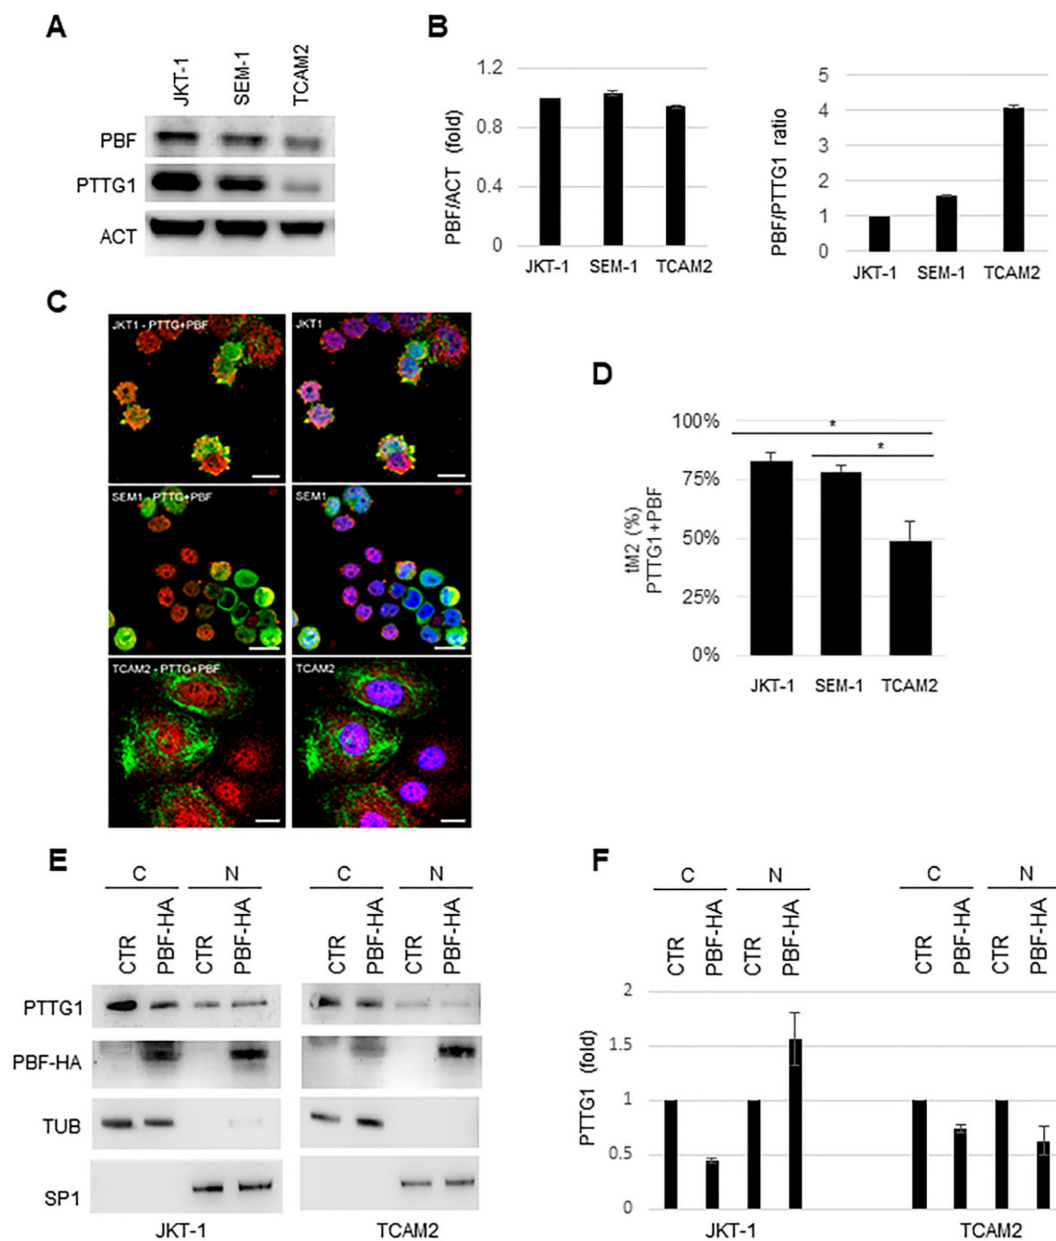 A
JKT-1
SEM-1
TCAM2
PBF
PTTG1
ACT
B
PBF/ACT (fold)
1.2
0.8
0.4
0
JKT-1 SEM-1 TCAM2
PBF/PTTG1 ratio
5
4
3
2
1
0
JKT-1 SEM-1 TCAM2
C
JKT1 - PTTG+PBF
JKT1
SEM1 - PTTG+PBF
SEM1
TCAM2 - PTTG+PBF
TCAM2
D
tM2 (%)
PTTG1+PBF
100%
75%
50%
25%
0%
*
*
JKT-1 SEM-1 TCAM2
E
C N C N
CTR
PBF-HA
CTR
PBF-HA
CTR
PBF-HA
CTR
PBF-HA
PTTG1
PBF-HA
TUB
SP1
JKT-1 TCAM2
F
C N C N
CTR
PBF-HA
CTR
PBF-HA
CTR
PBF-HA
CTR
PBF-HA
PTTG1 (fold)
2
1.5
1
0.5
0
JKT-1 TCAM2